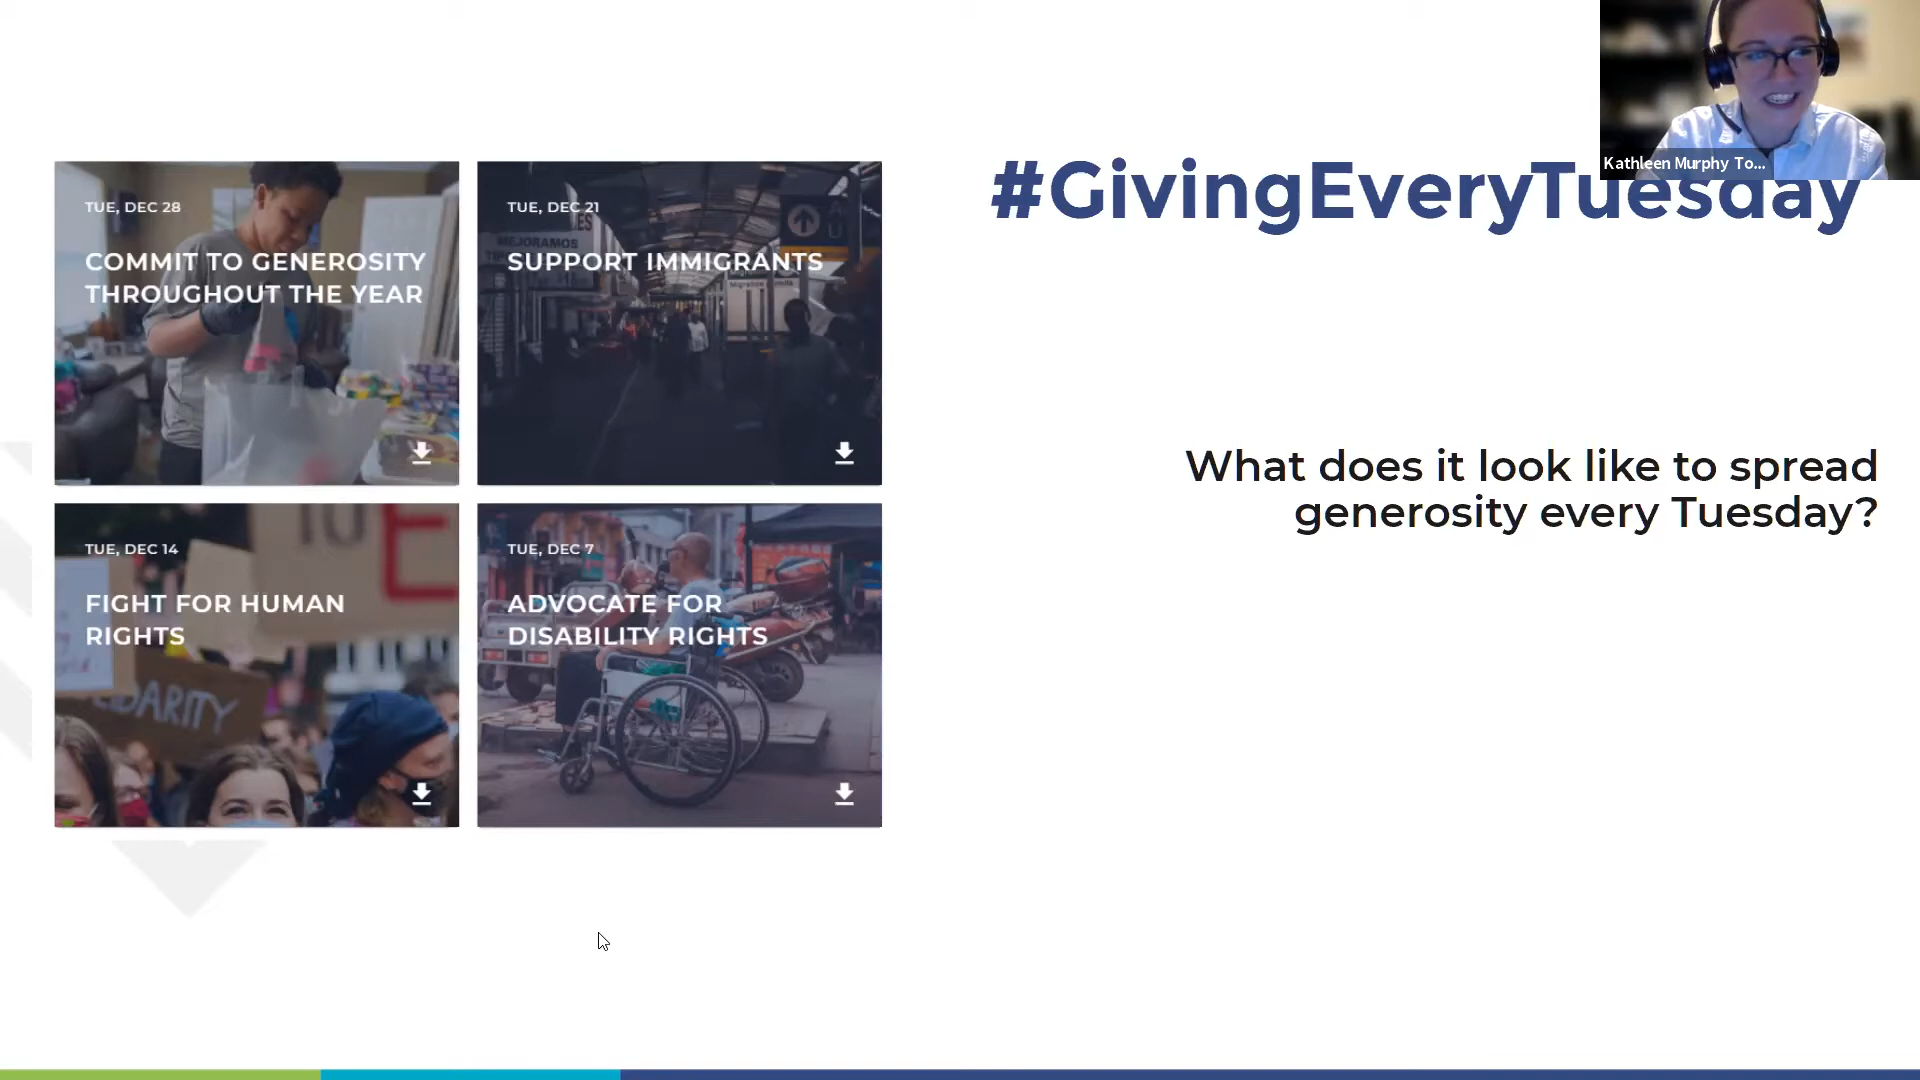 Kathleen Murphy To...
#GivingEveryTuesday
TUE, DEC 28
COMMIT TO GENEROSITY
THROUGHOUT THE YEAR
TUE, DEC 21
MEJORAMOS
SUPPORT IMMIGRANTS
What does it look like to spread
generosity every Tuesday?
TUE, DEC 14
FIGHT FOR HUMAN
RIGHTS
TUE, DEC 7
ADVOCATE FOR
DISABILITY RIGHTS